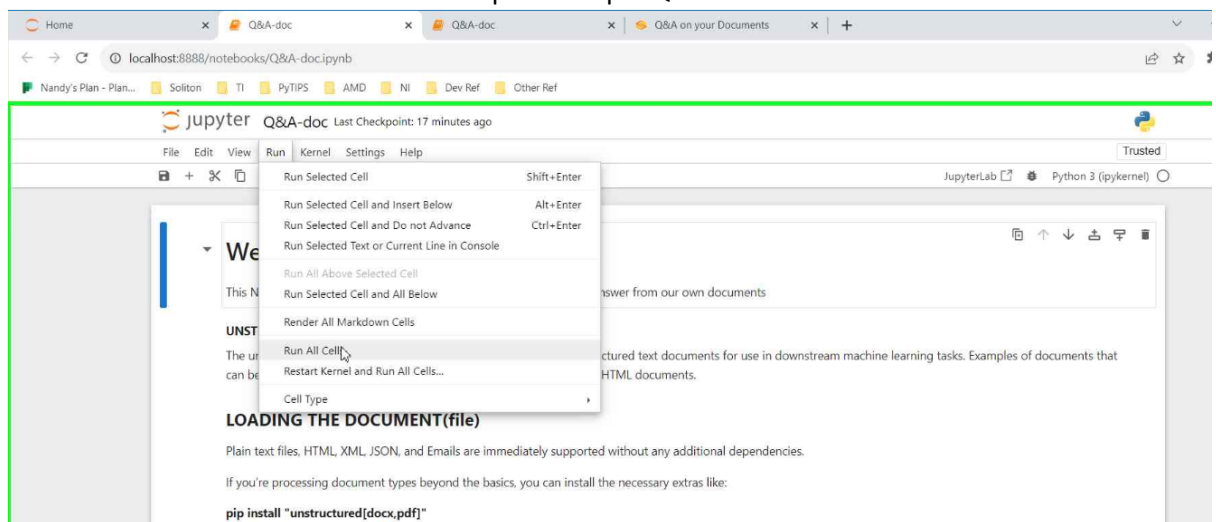 Home
Q&A-doc
Q&A-doc
Q&A on your Documents
localhost:8888/notebooks/Q&A-doc.ipynb
Nandy's Plan - Plan... Soliton TI PyTIPS AMD NI Dev Ref Other Ref
jupyter Q&A-doc Last Checkpoint: 17 minutes ago
File Edit View Run Kernel Settings Help Trusted
JupyterLab Python 3 (ipykernel)
Run Selected Cell Shift+Enter
Run Selected Cell and Insert Below Alt+Enter
Run Selected Cell and Do not Advance Ctrl+Enter
Run Selected Text or Current Line in Console
Run All Above Selected Cell
Run Selected Cell and All Below
Render All Markdown Cells
Run All Cells
Restart Kernel and Run All Cells...
Cell Type
We
This N nswer from our own documents
UNST
The un ctured text documents for use in downstream machine learning tasks. Examples of documents that
can be HTML documents.
LOADING THE DOCUMENT(file)
Plain text files, HTML, XML, JSON, and Emails are immediately supported without any additional dependencies.
If you're processing document types beyond the basics, you can install the necessary extras like:
pip install "unstructured[docx,pdf]"